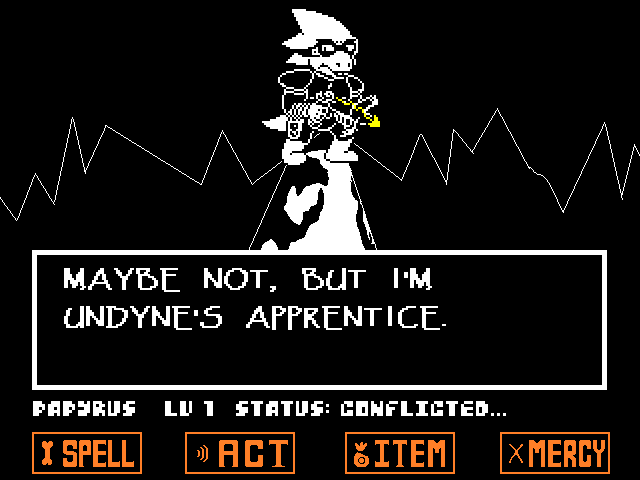 MAYBE NOT, BUT I'M
UNDYNE'S APPRENTICE.
PAPYRUS LV 1 STATUS: CONFLICTED...
SPELL ACT ITEM MERCY